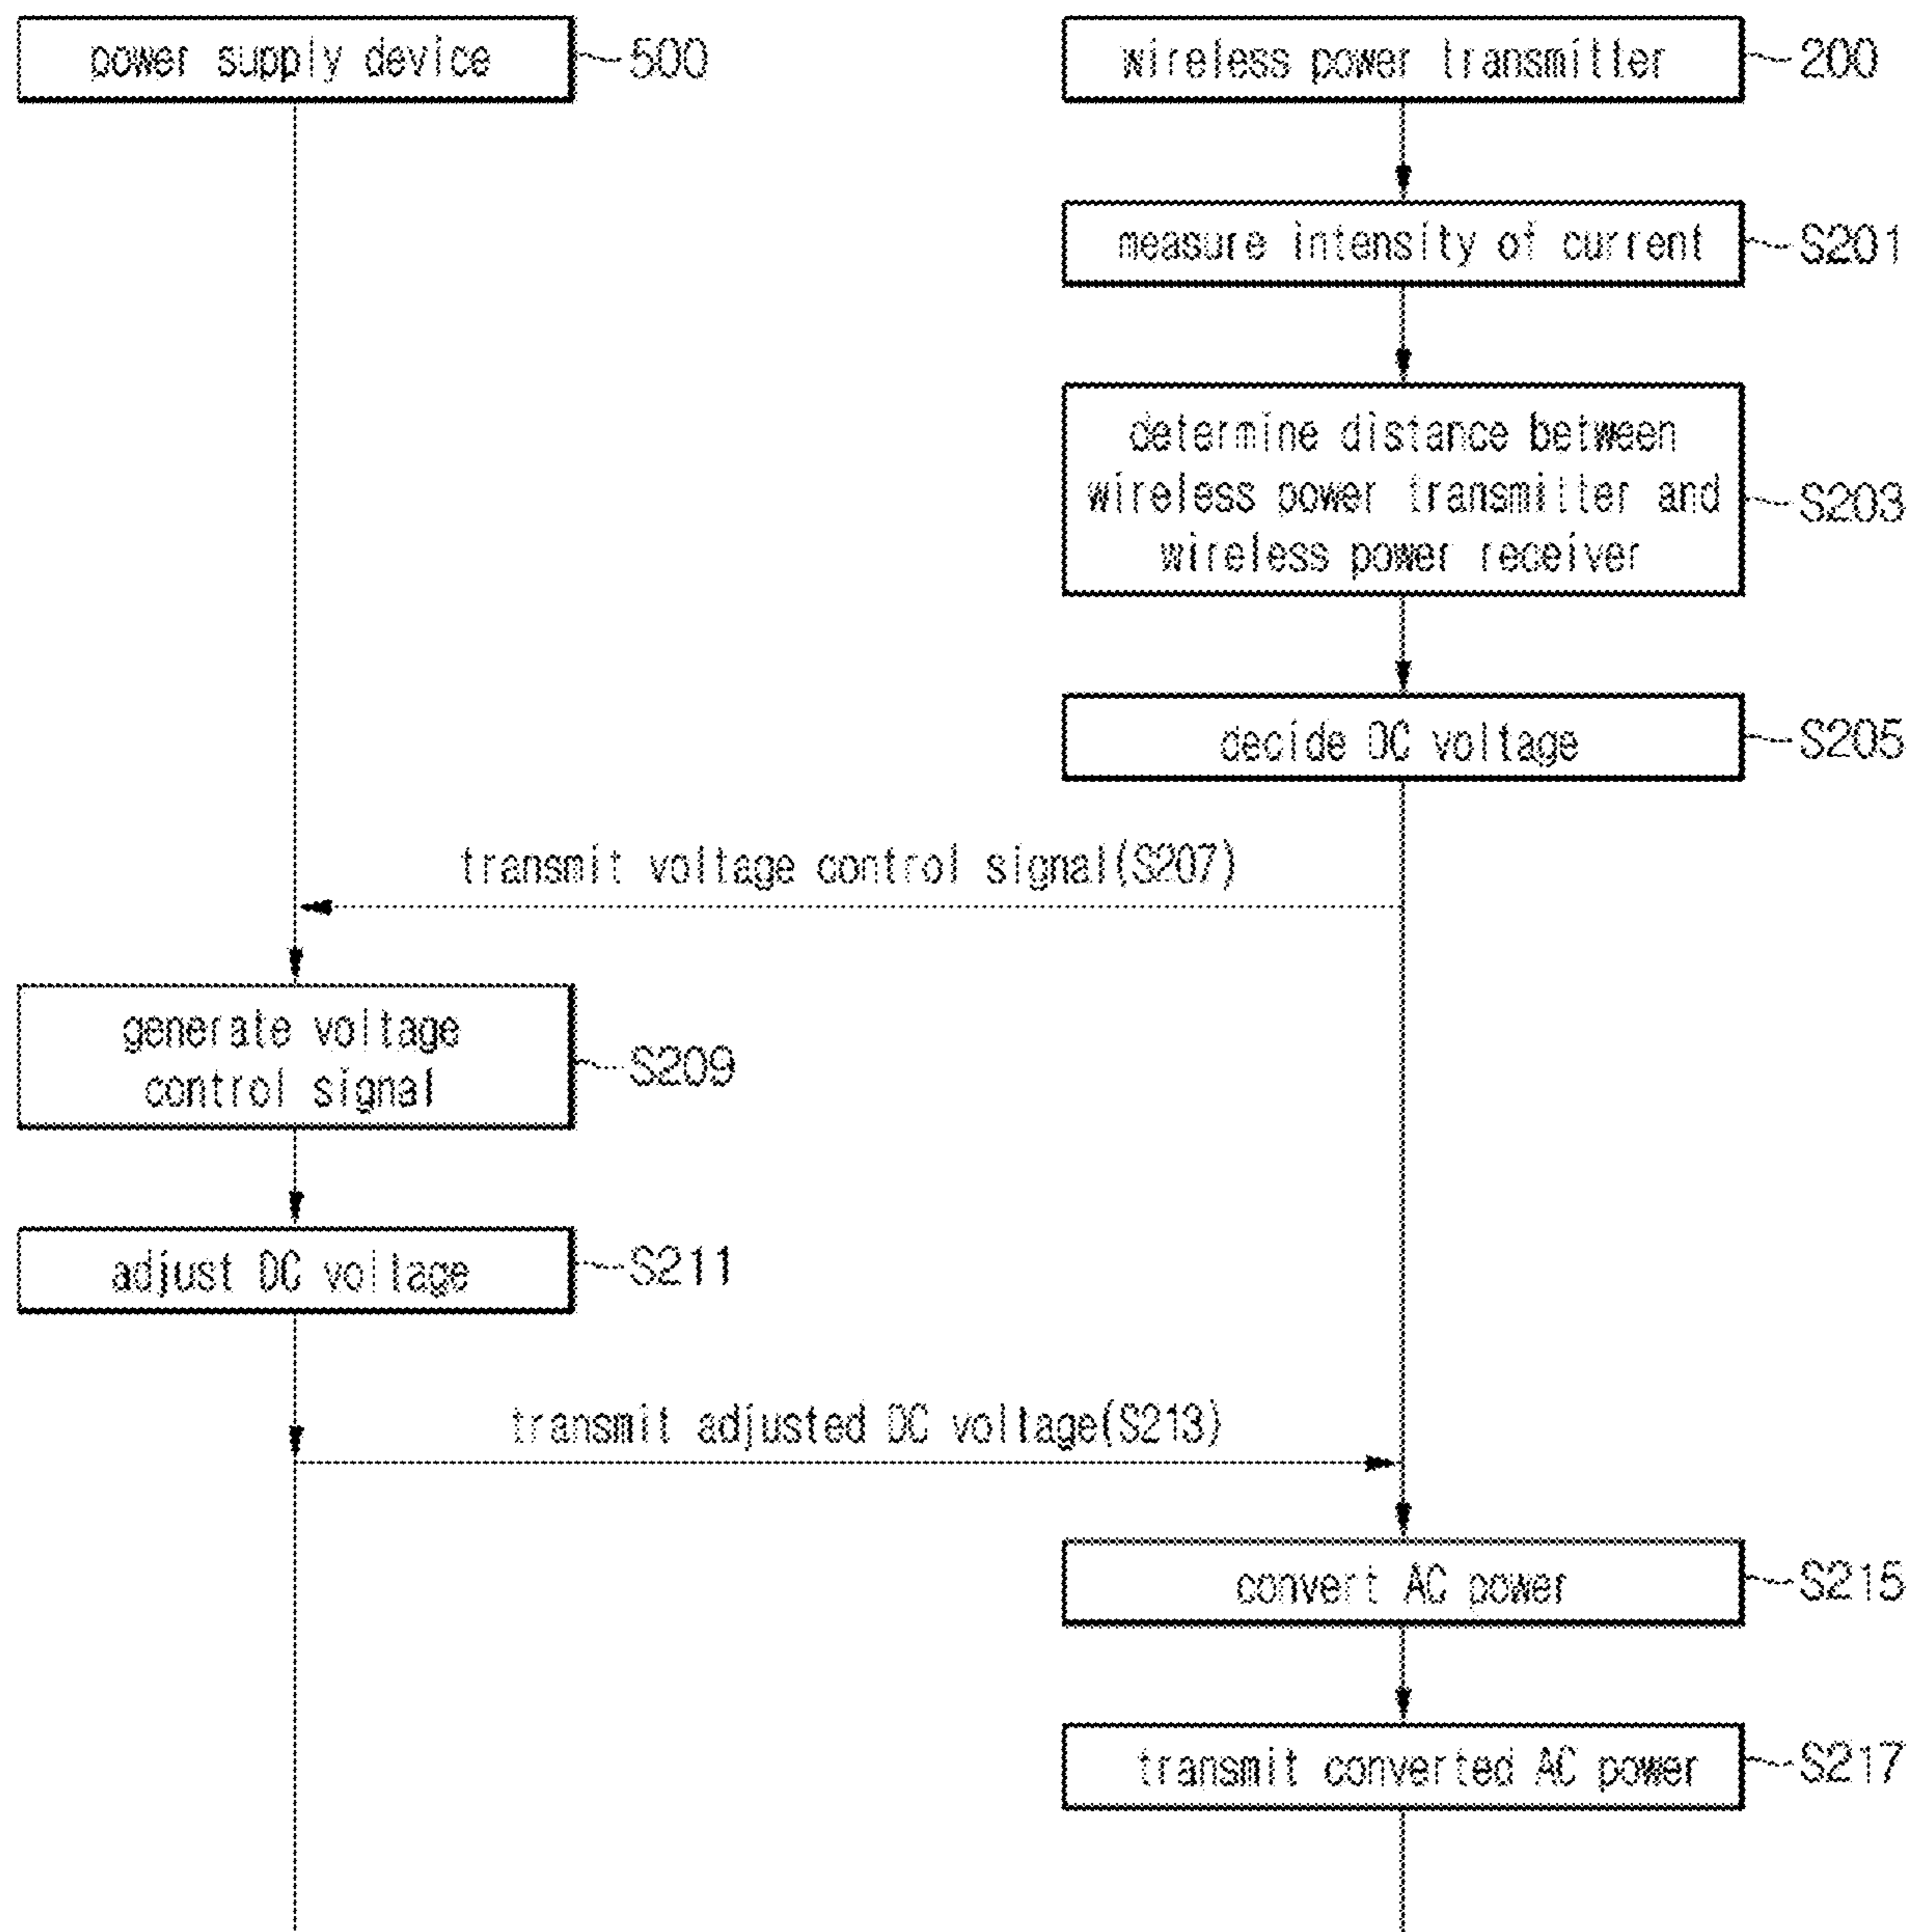 power supply device
500
wireless power transmitter
200
measure intensity of current
S201
determine distance between
wireless power transmitter and
wireless power receiver
S203
decide DC voltage
S205
transmit voltage control signal(S207)
generate voltage
control signal
S209
adjust DC voltage
S211
transmit adjusted DC voltage(S213)
convert AC power
S215
transmit converted AC power
S217